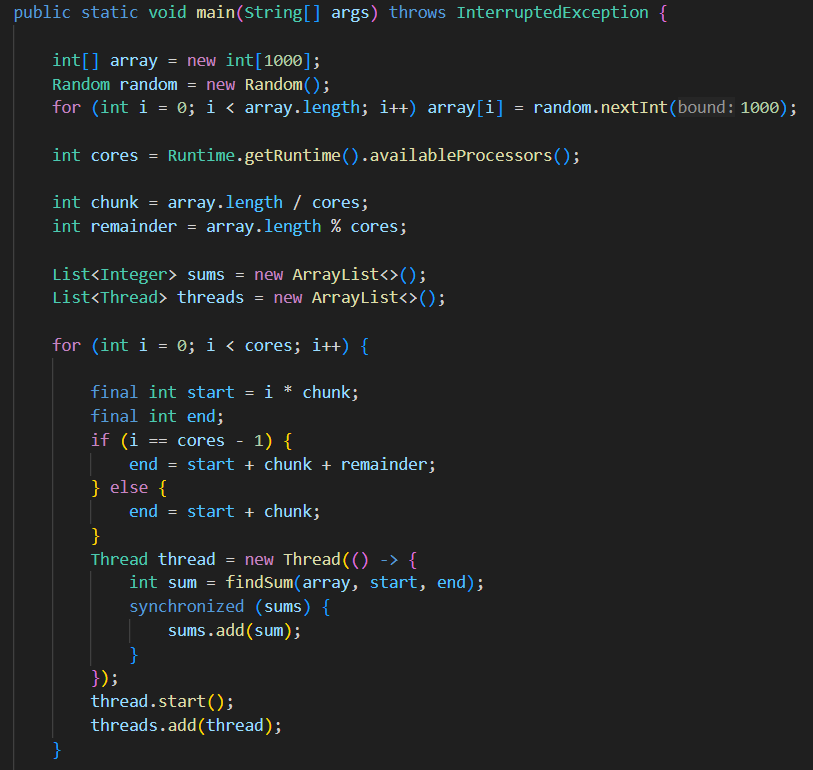 public static void main(String[] args) throws InterruptedException {
int[] array = new int[1000];
Random random = new Random();
for (int i = 0; i < array.length; i++) array[i] = random.nextInt(bound: 1000);
int cores = Runtime.getRuntime().availableProcessors();
int chunk = array.length / cores;
int remainder = array.length % cores;
List<Integer> sums = new ArrayList<>();
List<Thread> threads = new ArrayList<>();
for (int i = 0; i < cores; i++) {
final int start = i * chunk;
final int end;
if (i == cores - 1) {
end = start + chunk + remainder;
} else {
end = start + chunk;
}
Thread thread = new Thread(() -> {
int sum = findSum(array, start, end);
synchronized (sums) {
sums.add(sum);
}
});
thread.start();
threads.add(thread);
}